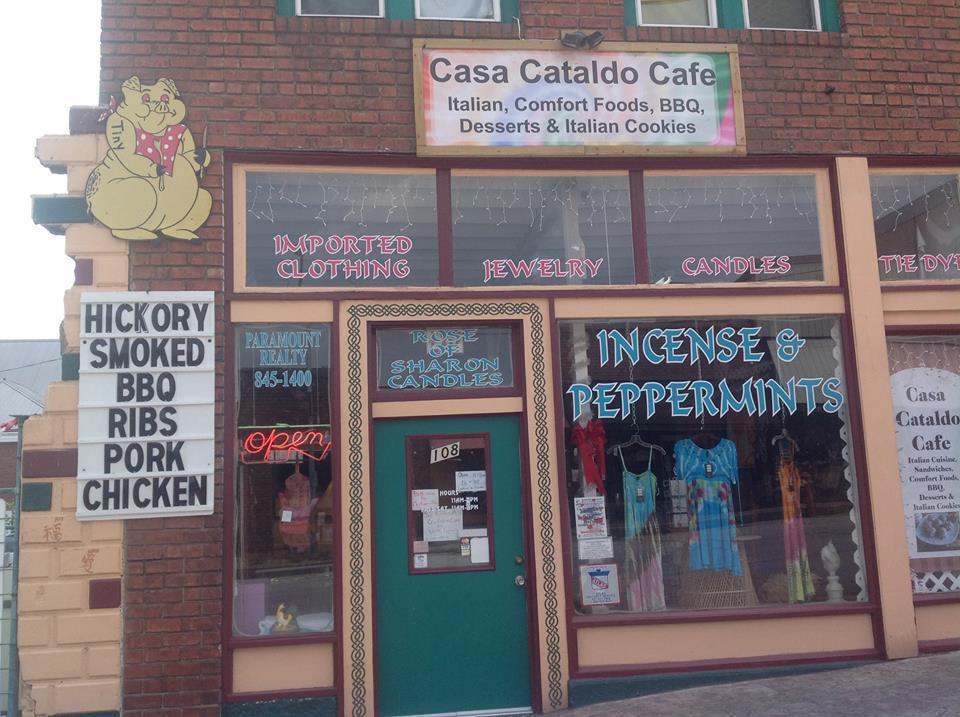 Casa Cataldo Cafe
Italian, Comfort Foods, BBQ,
Desserts & Italian Cookies
Tiny
IMPORTED
CLOTHING
JEWELRY
CANDLES
TIE DYE
HICKORY
SMOKED
BBQ
RIBS
PORK
CHICKEN
PARAMOUNT
REALTY
845-1400
Open
ROSE
OF
SHARON
CANDLES
108
HOURS
INCENSE &
PEPPERMINTS
Casa
Cataldo
Cafe
Italian Cuisine,
Sandwiches,
Comfort Foods,
BBQ,
Desserts &
Italian Cookies